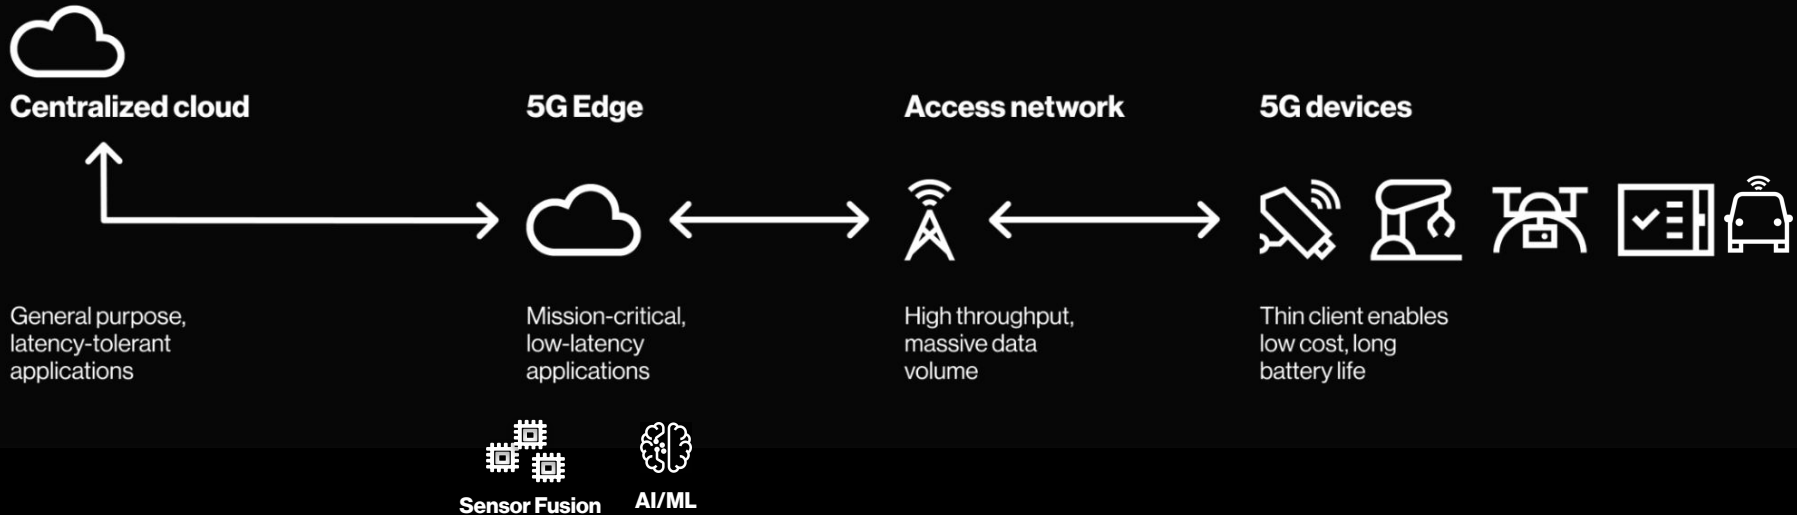 Centralized cloud
5G Edge
Access network
5G devices
General purpose,
latency-tolerant
applications
Mission-critical,
low-latency
applications
High throughput,
massive data
volume
Thin client enables
low cost, long
battery life
Sensor Fusion
AI/ML